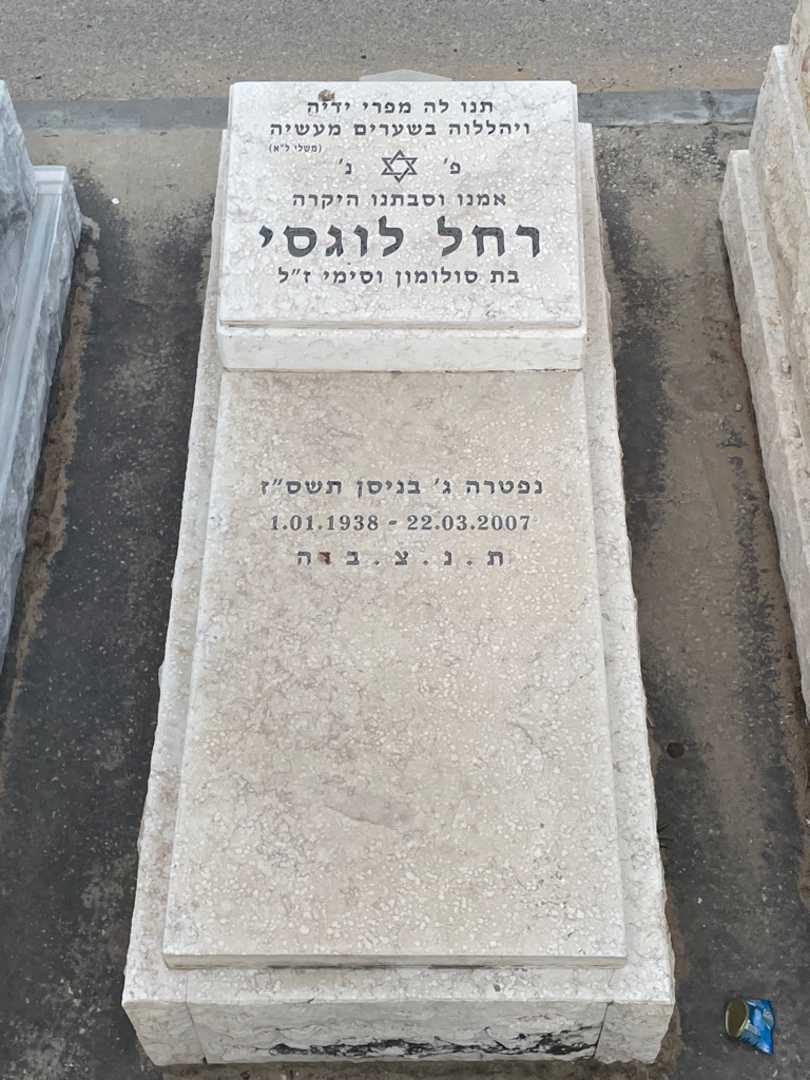 תנו לה מפרי ידיה
ויהללוה בשערים מעשיה
(משלי ל"א)
פ' נ'
אמנו וסבתנו היקרה
רחל לוגסי
בת סולומון וסימי ז"ל
נפטרה ג' בניסן תשס"ז
1.01.1938 - 22.03.2007
ת . נ . צ . ב . ה